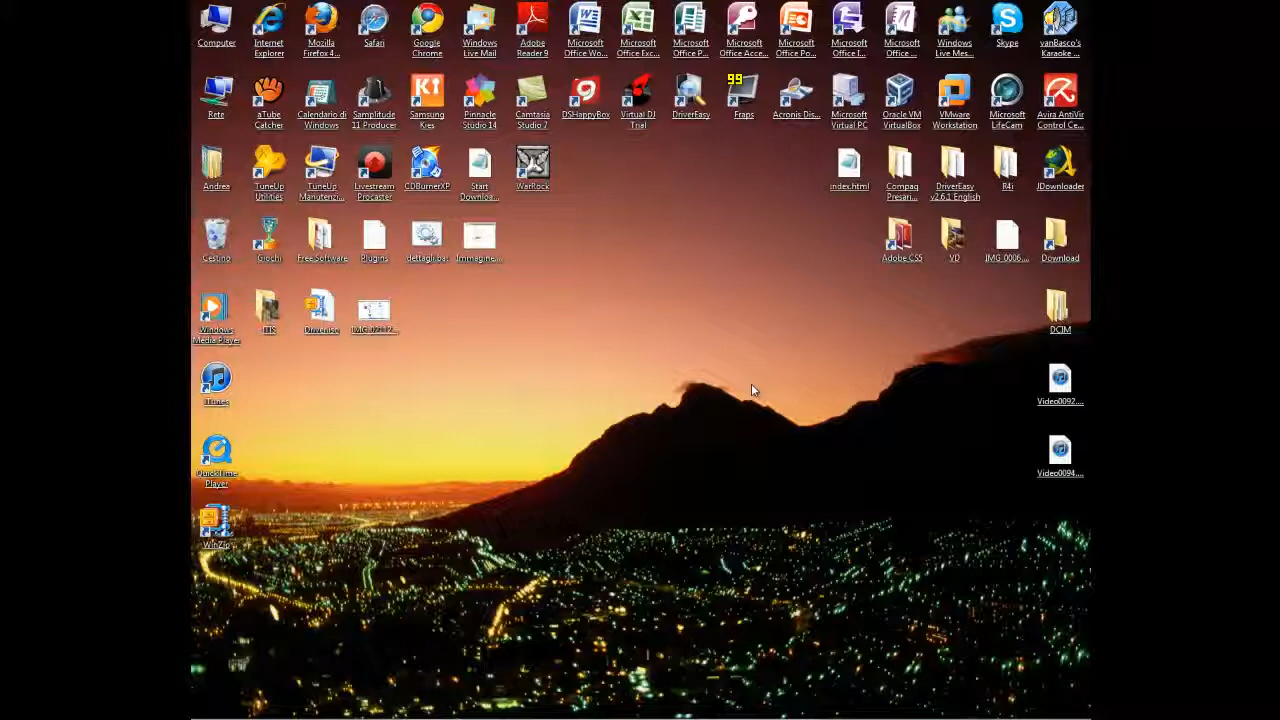 Computer
Internet Explorer
Mozilla Firefox 4...
Safari
Google Chrome
Windows Live Mail
Adobe Reader 9
Microsoft Office Wo...
Microsoft Office Exc...
Microsoft Office P...
Microsoft Office Acce...
Microsoft Office Po...
Microsoft Office I...
Microsoft Office ...
Windows Live Mes...
Skype
vanBasco's Karaoke ...
99
Rete
aTube Catcher
Calendario di Windows
Samplitude 11 Producer
Samsung Kies
Pinnacle Studio 14
Camtasia Studio 7
DSHappyBox
Virtual DJ Trial
DriverEasy
Fraps
Acronis Dis...
Microsoft Virtual PC
Oracle VM VirtualBox
VMware Workstation
Microsoft LifeCam
Avira AntiVir Control Ce...
Andrea
TuneUp Utilities
TuneUp Manutenzi...
Livestream Procaster
CDBurnerXP
Start Downloa...
WarRock
index.html
Compaq Presari...
DriverEasy v2.6.1 English
R4i
JDownloader
Cestino
Giochi
Free Software
Plugins
dettagli.bat
Immagine...
Adobe CS5
VD
IMG_0006...
Download
Windows Media Player
ITIS
DCIM
iTunes
Video0092...
QuickTime Player
Video0094...
WinZip